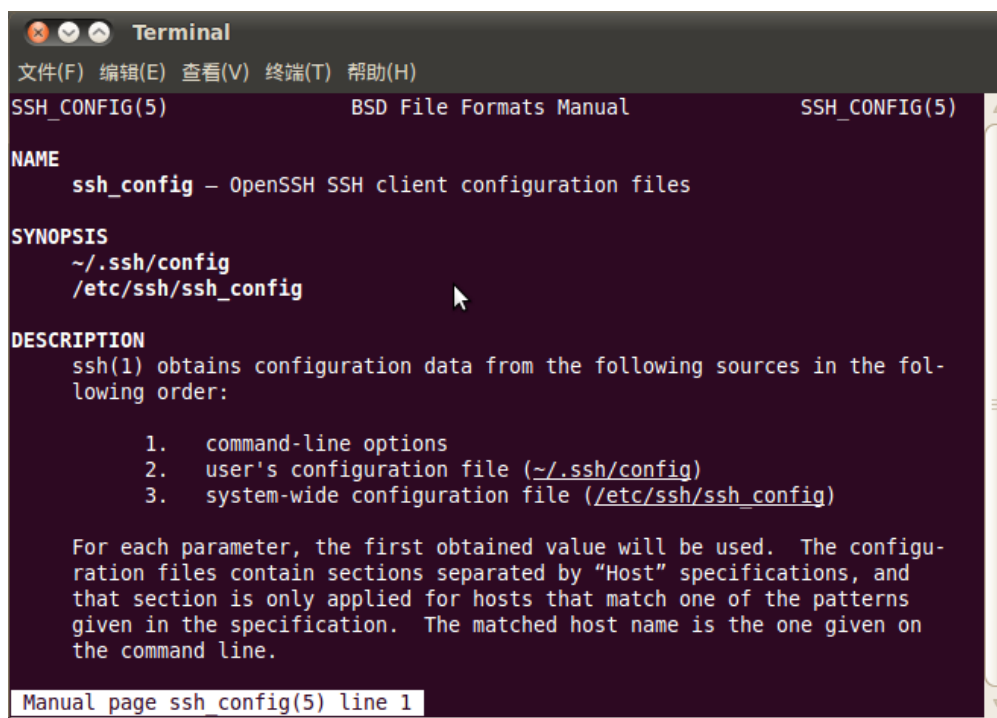 Terminal
文件(F) 编辑(E) 查看(V) 终端(T) 帮助(H)
SSH_CONFIG(5) BSD File Formats Manual SSH_CONFIG(5)
NAME
ssh_config — OpenSSH SSH client configuration files
SYNOPSIS
~/.ssh/config
/etc/ssh/ssh_config
DESCRIPTION
ssh(1) obtains configuration data from the following sources in the fol-
lowing order:
1. command-line options
2. user's configuration file (~/.ssh/config)
3. system-wide configuration file (/etc/ssh/ssh_config)
For each parameter, the first obtained value will be used. The configu-
ration files contain sections separated by “Host” specifications, and
that section is only applied for hosts that match one of the patterns
given in the specification. The matched host name is the one given on
the command line.
Manual page ssh_config(5) line 1